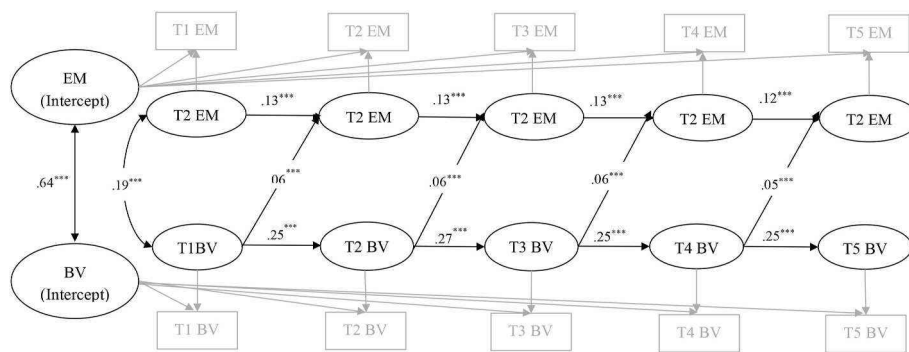 T1 EM
T2 EM
T3 EM
T4 EM
T5 EM
EM
(Intercept)
T2 EM
.13***
T2 EM
.13***
T2 EM
.13***
T2 EM
.12***
T2 EM
.64***
.19***
.06***
.06***
.06***
.05***
T1BV
.25***
T2 BV
.27***
T3 BV
.25***
T4 BV
.25***
T5 BV
BV
(Intercept)
T1 BV
T2 BV
T3 BV
T4 BV
T5 BV